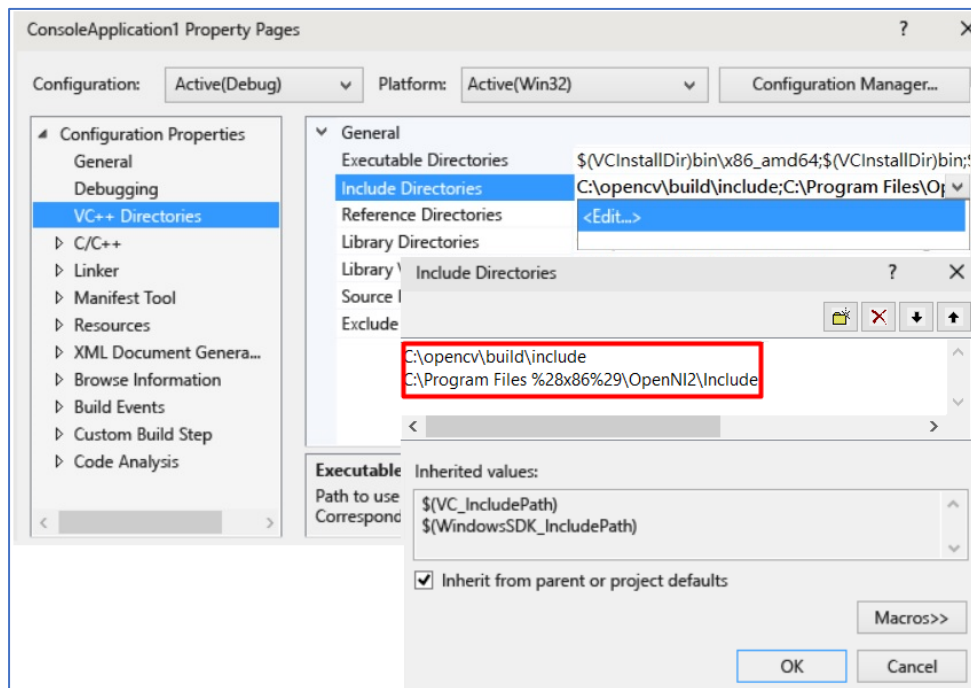 ConsoleApplication1 Property Pages
?
Configuration: Active(Debug) Platform: Active(Win32) Configuration Manager...
Configuration Properties
General
Debugging
VC++ Directories
C/C++
Linker
Manifest Tool
Resources
XML Document Genera...
Browse Information
Build Events
Custom Build Step
Code Analysis
General
Executable Directories $(VCInstallDir)bin\x86_amd64;$(VCInstallDir)bin;
Include Directories C:\opencv\build\include;C:\Program Files\Op
Reference Directories <Edit...>
Library Directories
Library
Source
Exclude
Executable
Path to use
Correspond
Include Directories ?
C:\opencv\build\include
C:\Program Files %28x86%29\OpenNI2\Include
Inherited values:
$(VC_IncludePath)
$(WindowsSDK_IncludePath)
Inherit from parent or project defaults
Macros>>
OK Cancel